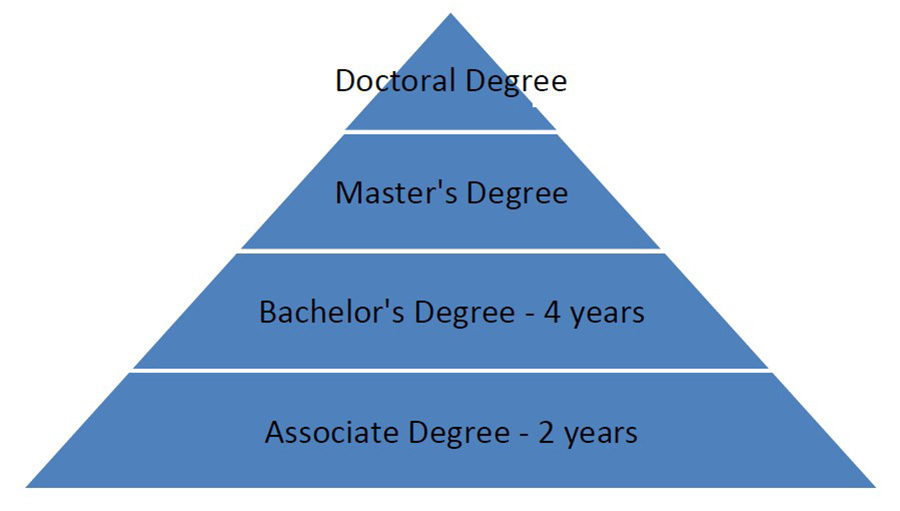 Doctoral Degree
Master's Degree
Bachelor's Degree - 4 years
Associate Degree - 2 years